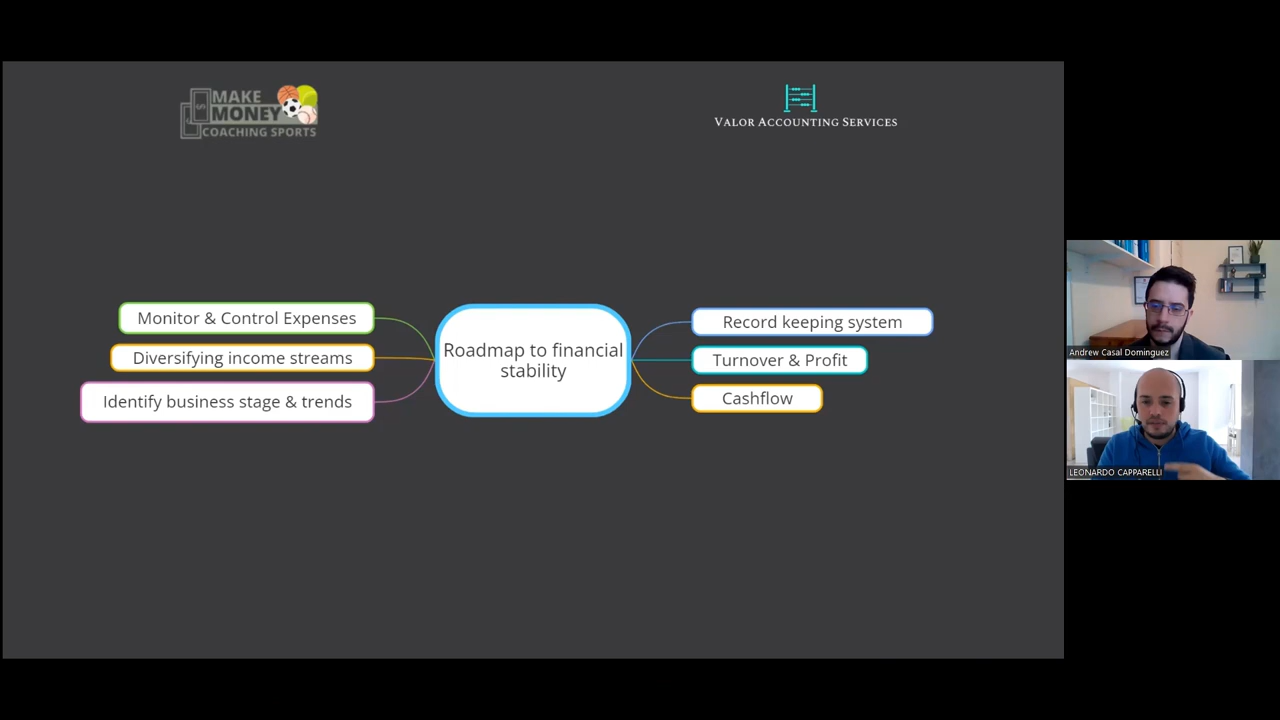 MAKE
MONEY
COACHING SPORTS
VALOR ACCOUNTING SERVICES
Monitor & Control Expenses
Diversifying income streams
Identify business stage & trends
Roadmap to financial
stability
Record keeping system
Turnover & Profit
Cashflow
Andrew Casal Dominguez
LEONARDO CAPPARELLI